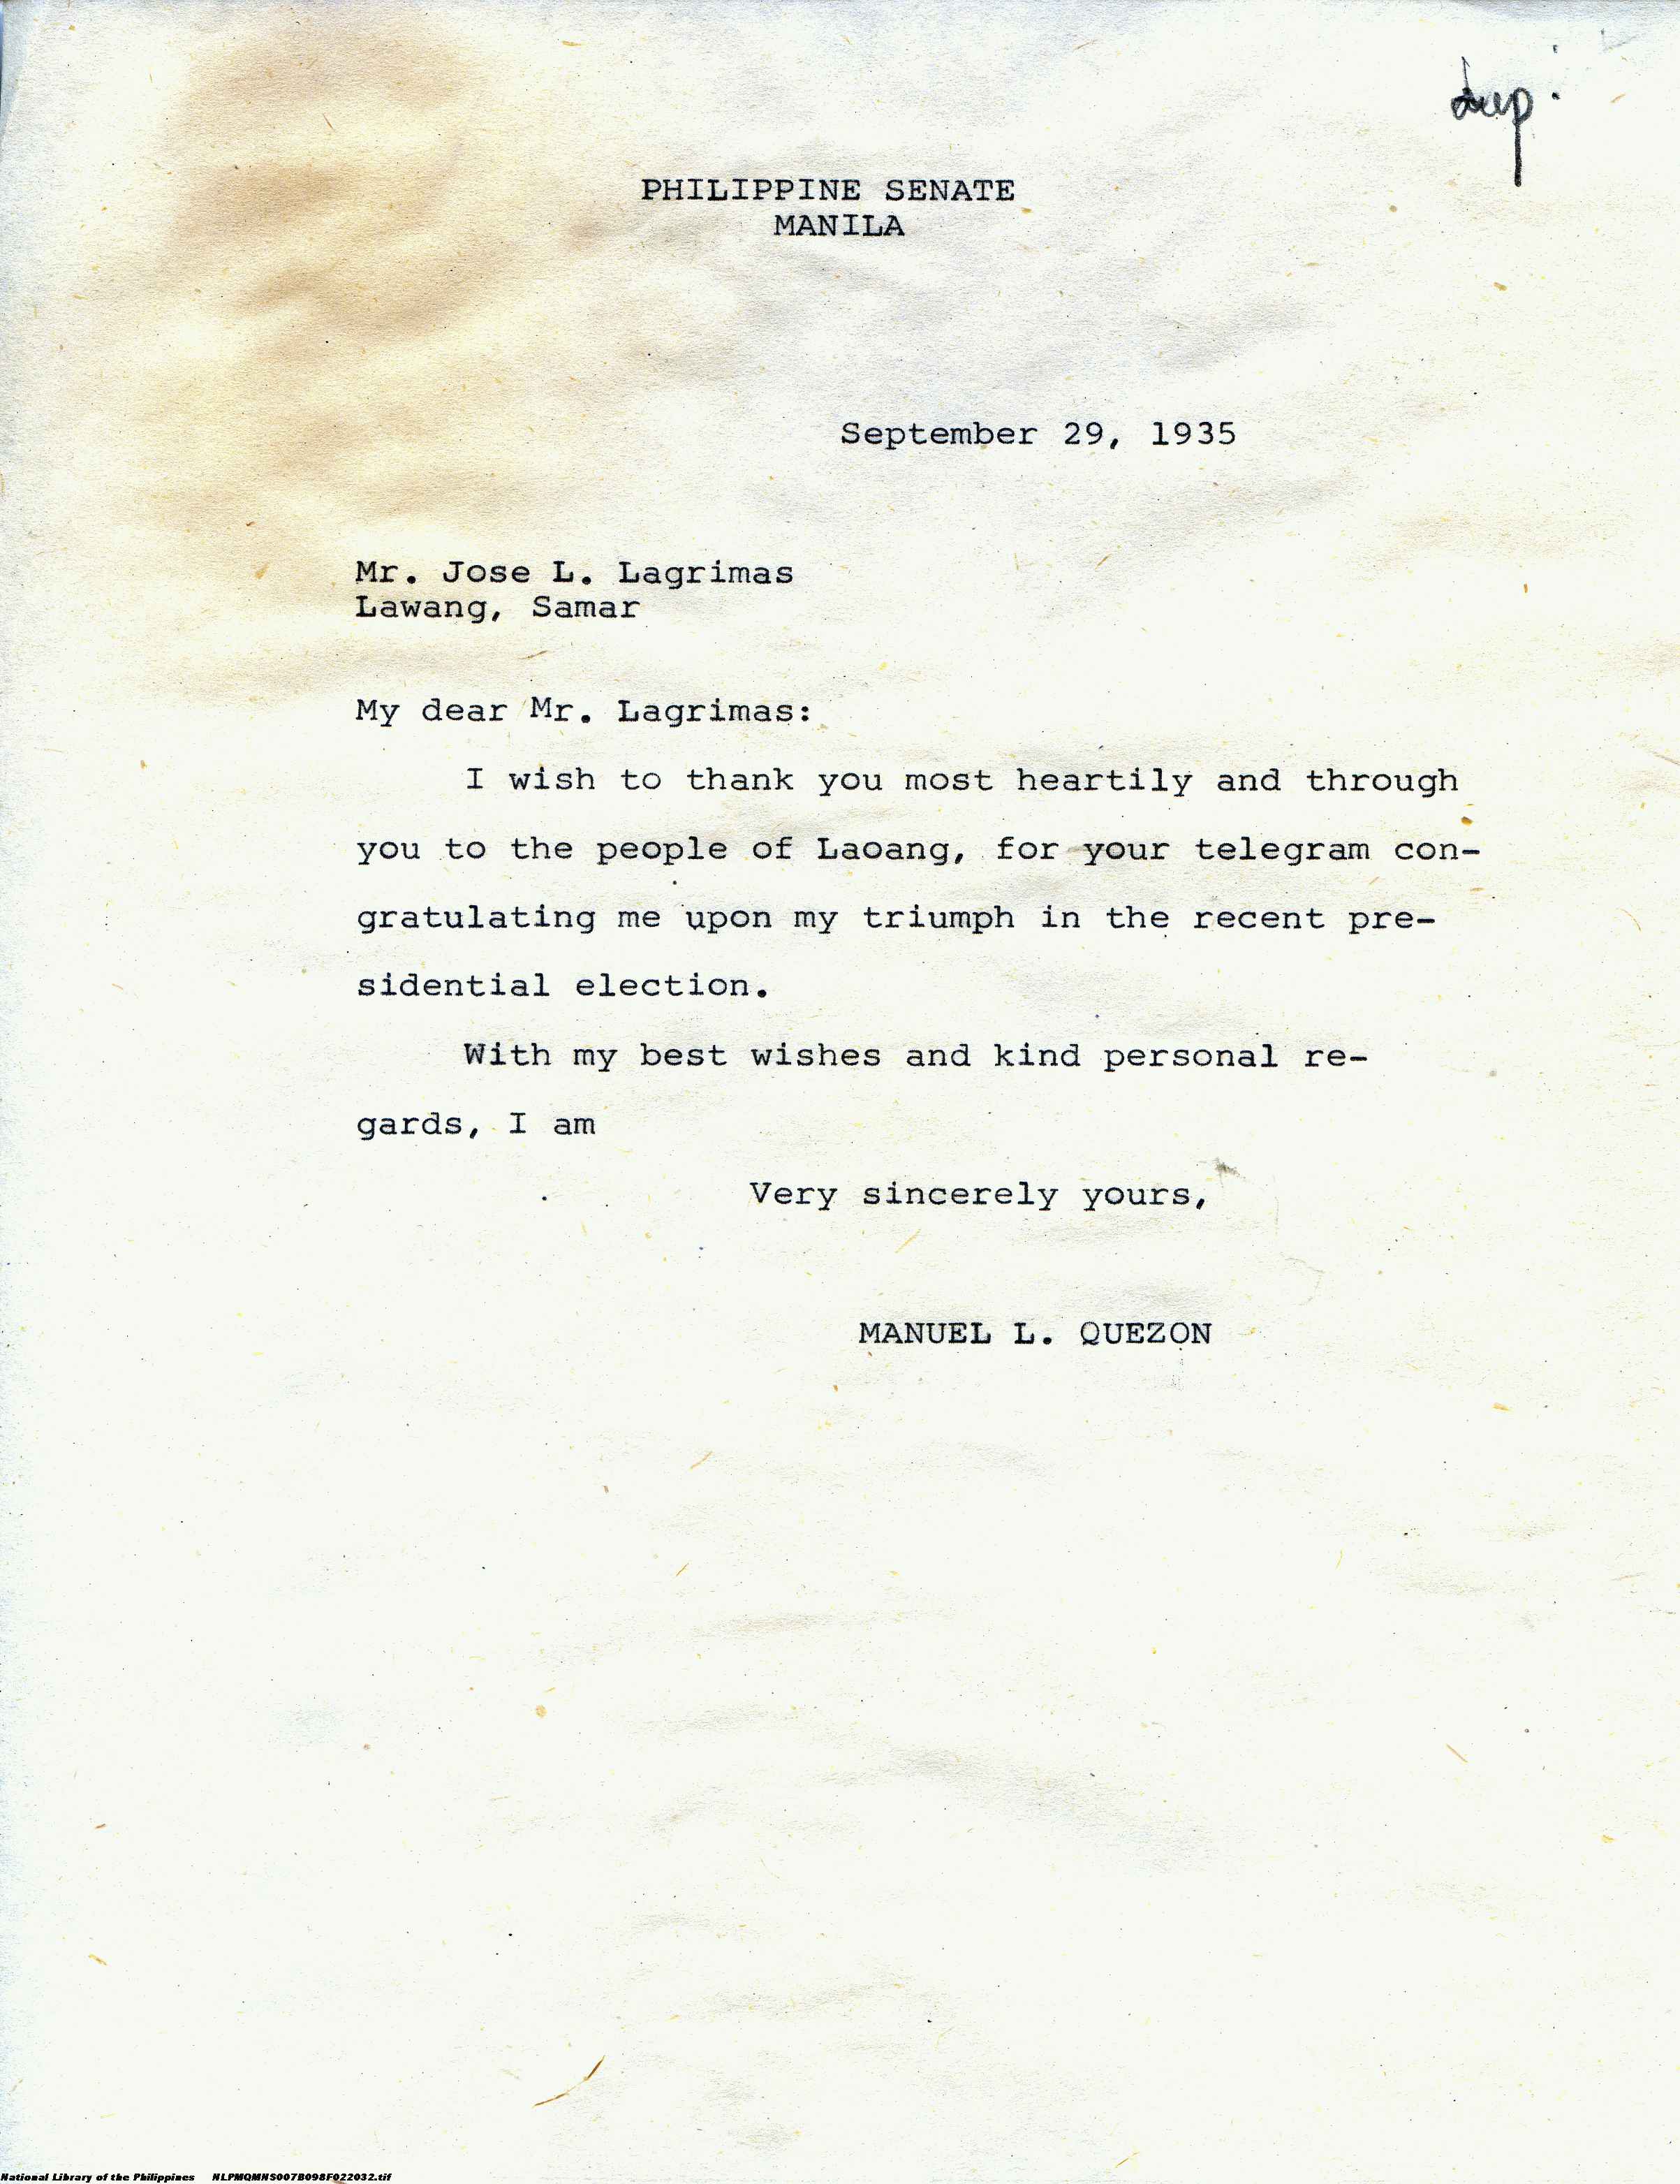 dup.
PHILIPPINE SENATE
MANILA
September 29, 1935
Mr. Jose L. Lagrimas
Lawang, Samar
My dear Mr. Lagrimas:
I wish to thank you most heartily and through
you to the people of Laoang, for your telegram con-
gratulating me upon my triumph in the recent pre-
sidential election.
With my best wishes and kind personal re-
gards, I am
Very sincerely yours,
MANUEL L. QUEZON
National Library of the Philippines NLPMQMNS007B098F022032.tif